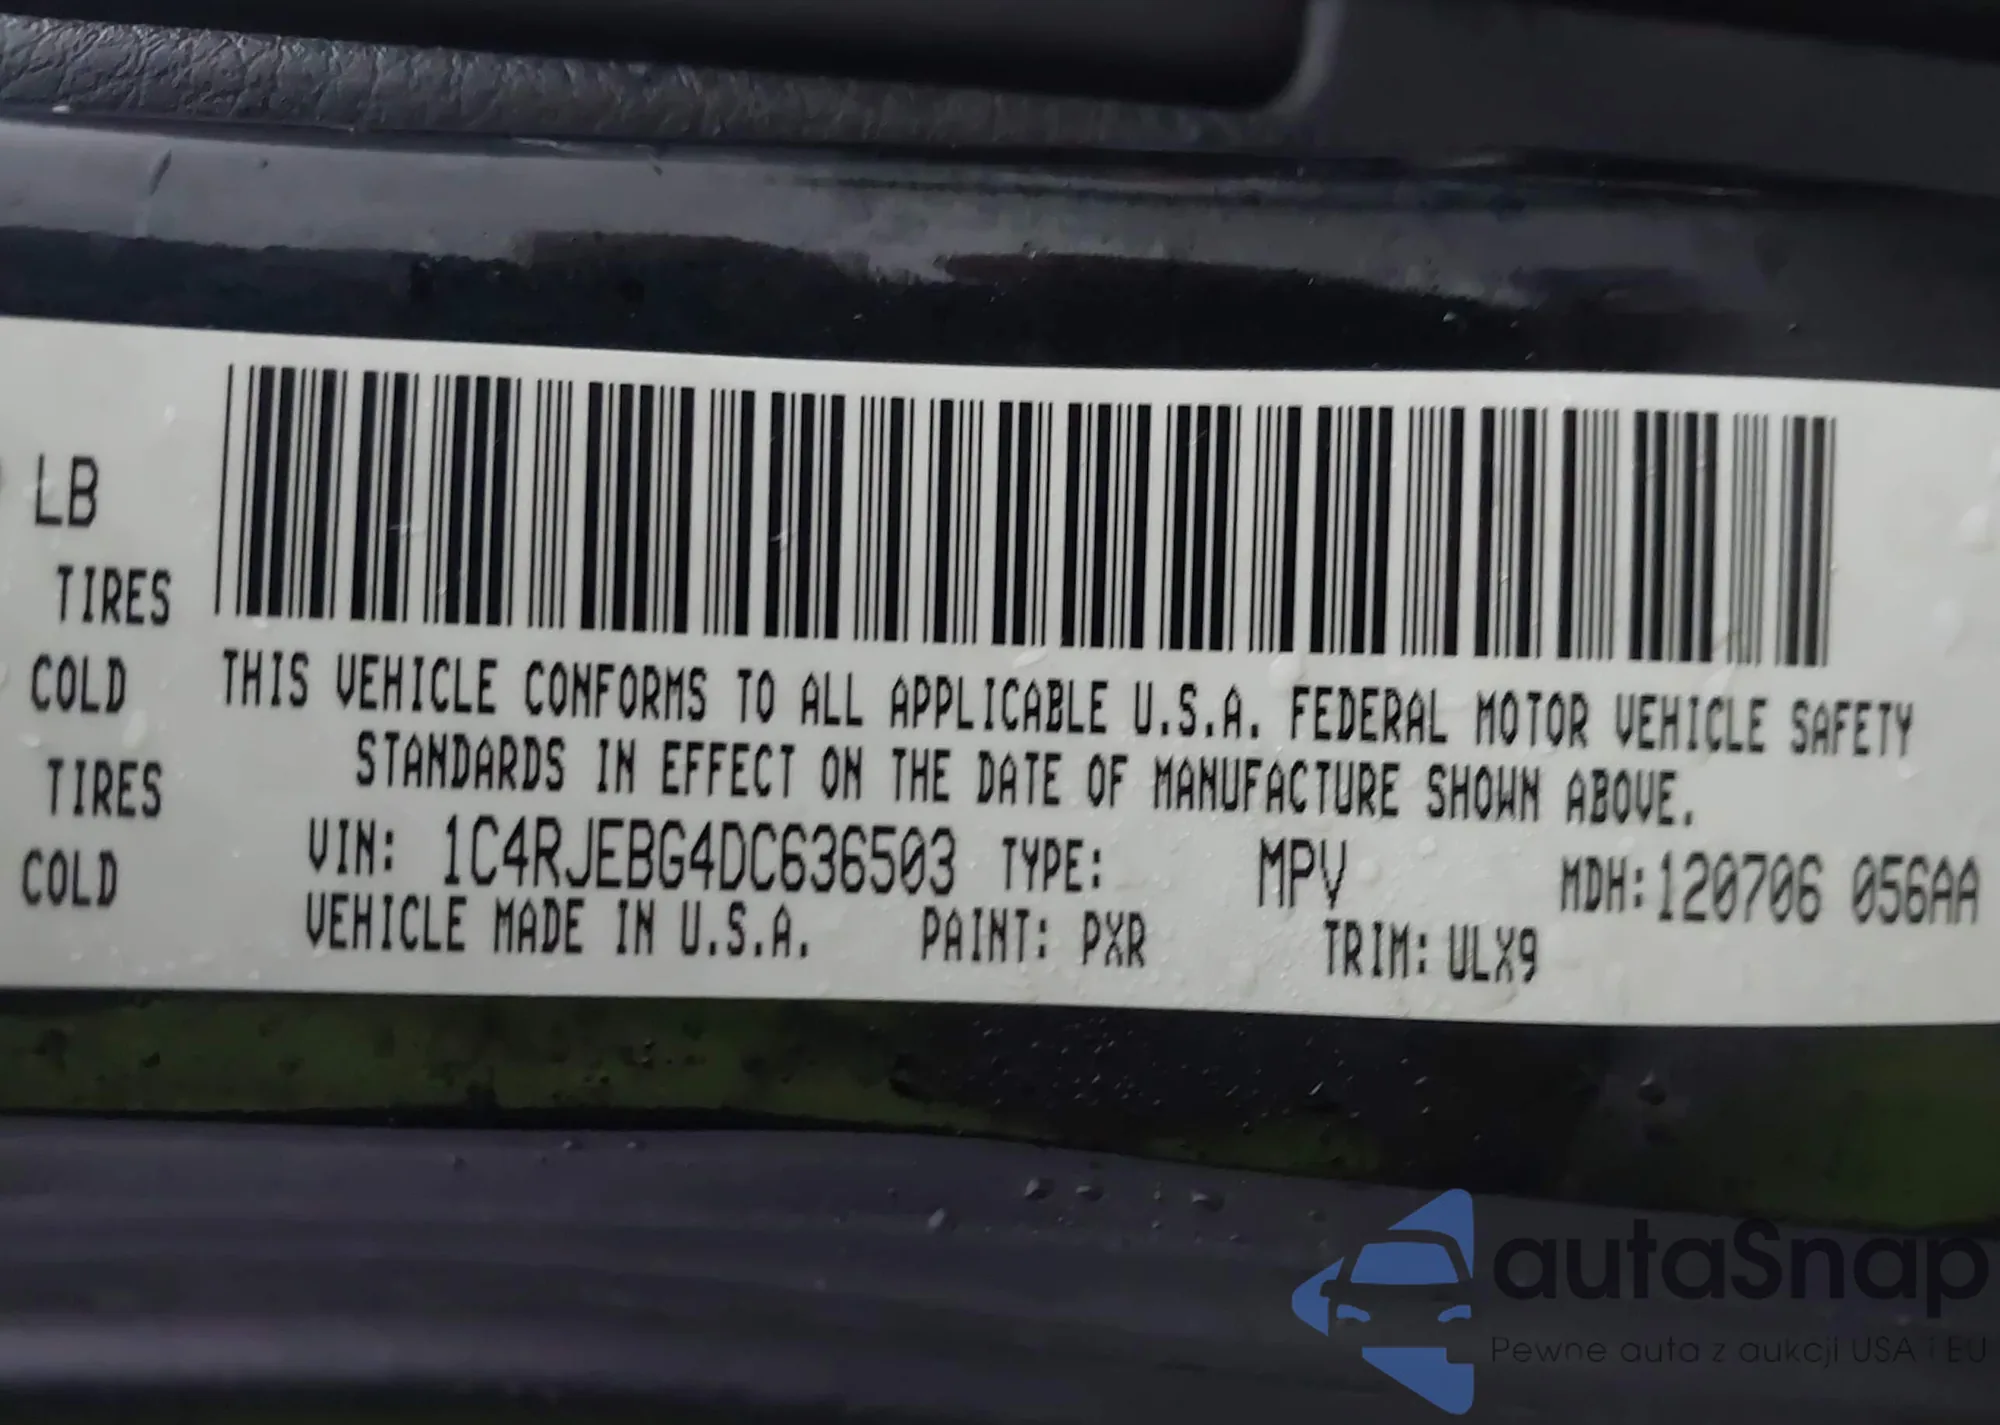 LB
TIRES
COLD
TIRES
COLD
THIS VEHICLE CONFORMS TO ALL APPLICABLE U.S.A. FEDERAL MOTOR VEHICLE SAFETY
STANDARDS IN EFFECT ON THE DATE OF MANUFACTURE SHOWN ABOVE.
VIN: 1C4RJEBG4DC636503 TYPE: MPV MDH:120706 056AA
VEHICLE MADE IN U.S.A. PAINT: PXR TRIM: ULX9
autaSnap
Pewne auta z aukcji USA i EU